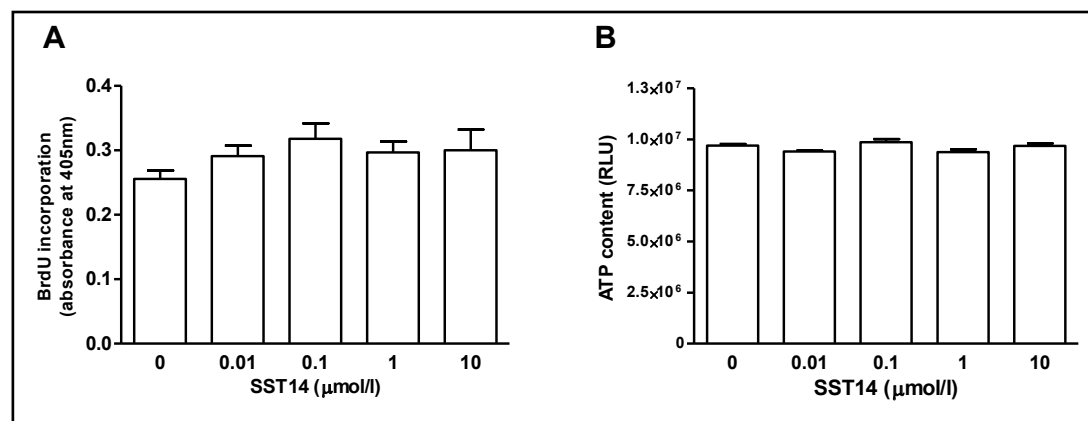 A
BrdU incorporation
(absorbance at 405nm)
0.4
0.3
0.2
0.1
0.0
0 0.01 0.1 1 10
SST14 (μmol/l)
B
ATP content (RLU)
1.3×10⁷
1.0×10⁷
7.5×10⁶
5.0×10⁶
2.5×10⁶
0
0 0.01 0.1 1 10
SST14 (μmol/l)